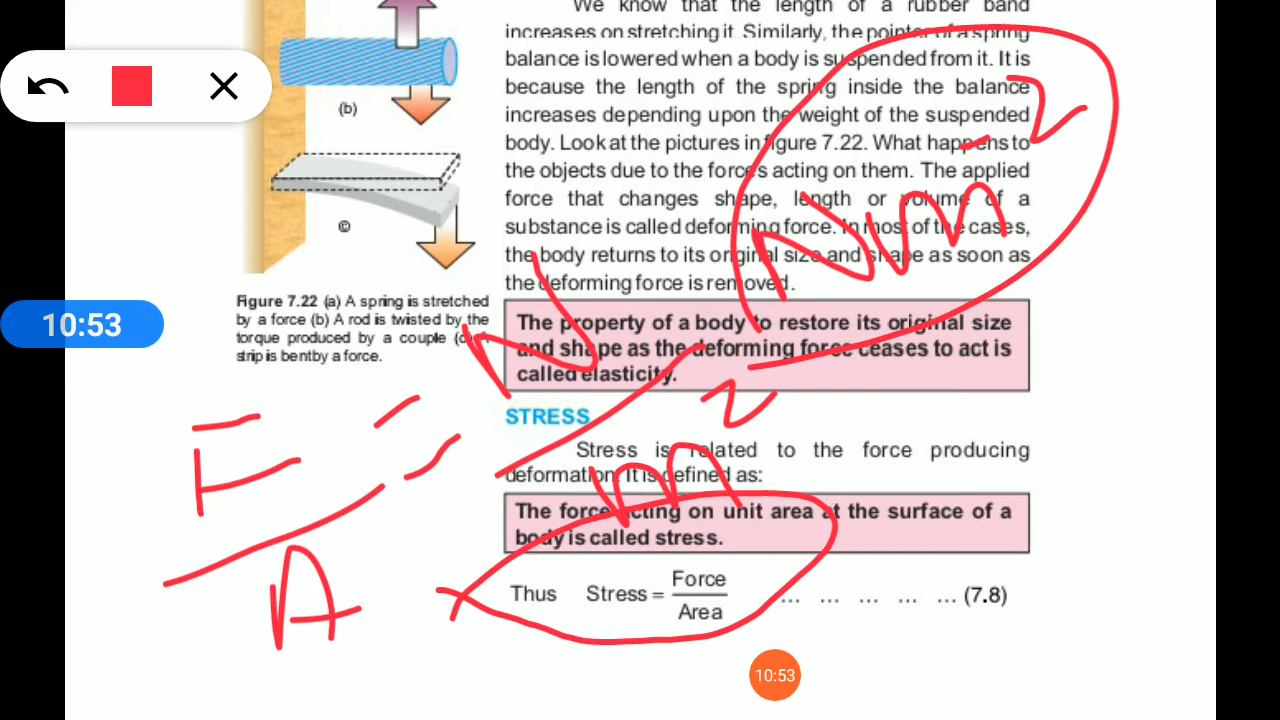 (b)
©
Figure 7.22 (a) A spring is stretched
by a force (b) A rod is twisted by the
torque produced by a couple
strip is bentby a force.
10:53
We know that the length of a rubber band
increases on stretching it. Similarly, the pointer of a spring
balance is lowered when a body is suspended from it. It is
because the length of the spring inside the balance
increases depending upon the weight of the suspended
body. Look at the pictures in figure 7.22. What happens to
the objects due to the forces acting on them. The applied
force that changes shape, length or volume of a
substance is called deforming force. In most of the cases,
the body returns to its original size and shape as soon as
the deforming force is removed.
The property of a body to restore its original size
and shape as the deforming force ceases to act is
called elasticity.
STRESS
Stress is related to the force producing
deformation. It is defined as:
The force acting on unit area at the surface of a
body is called stress.
Thus Stress = Force
Area
... ... ... ... ... (7.8)
F
A
=
N
m2
Nm-2
10:53